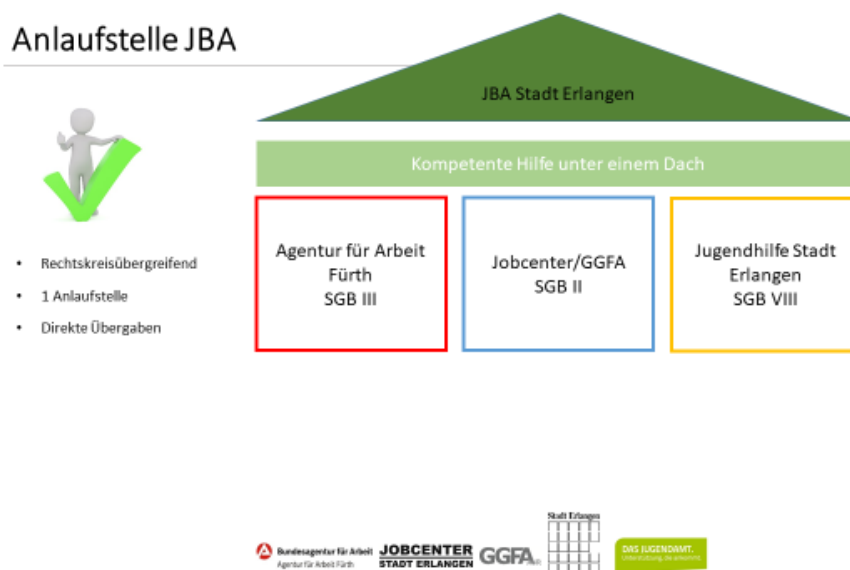 Anlaufstelle JBA
JBA Stadt Erlangen
Kompetente Hilfe unter einem Dach
Agentur für Arbeit
Fürth
SGB III
Jobcenter/GGFA
SGB II
Jugendhilfe Stadt
Erlangen
SGB VIII
• Rechtskreisübergreifend
• 1 Anlaufstelle
• Direkte Übergaben
Bundesagentur für Arbeit
Agentur für Arbeit Fürth
JOBCENTER
STADT ERLANGEN
GGFA
Stadt Erlangen
DAS JUGENDAMT.